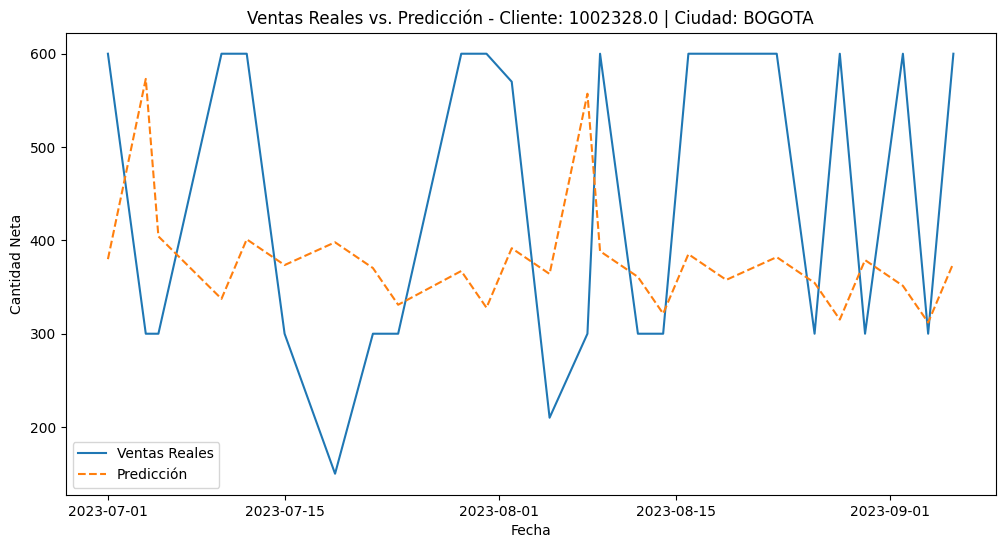 Ventas Reales vs. Predicción - Cliente: 1002328.0 | Ciudad: BOGOTA
600
500
400
300
200
Cantidad Neta
Ventas Reales
Predicción
2023-07-01
2023-07-15
2023-08-01
2023-08-15
2023-09-01
Fecha